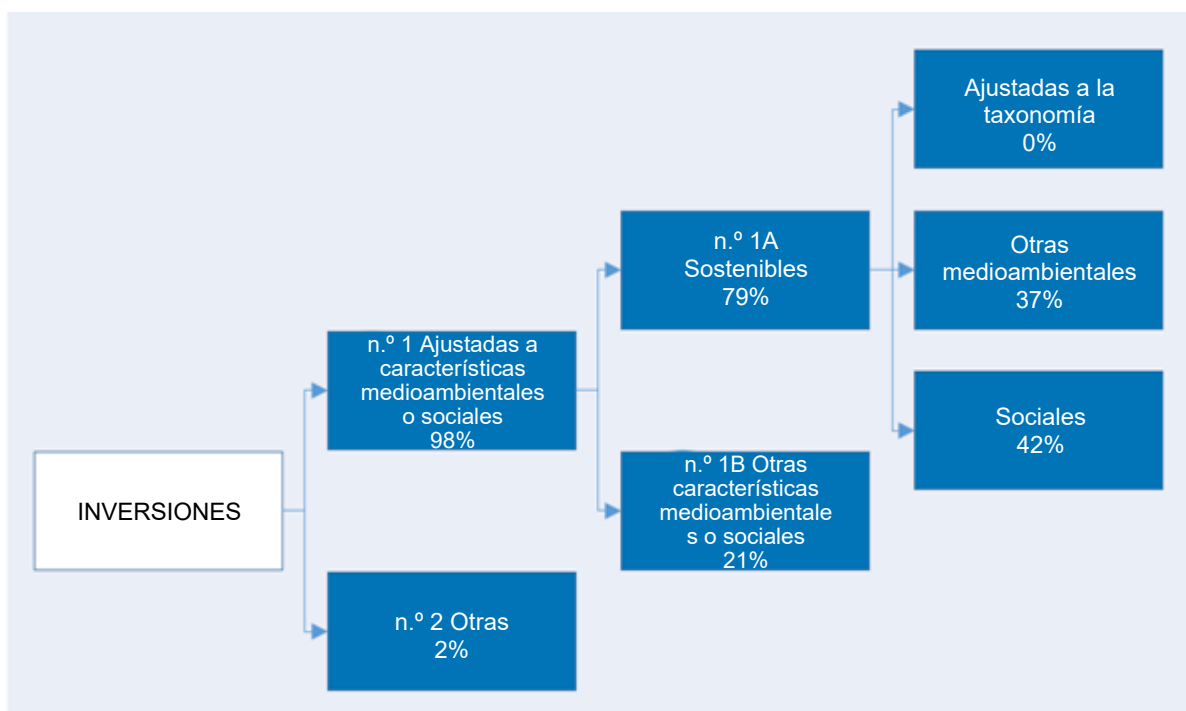 INVERSIONES
n.º 1 Ajustadas a
características
medioambientales
o sociales
98%
n.º 2 Otras
2%
n.º 1A
Sostenibles
79%
n.º 1B Otras
características
medioambientale
s o sociales
21%
Ajustadas a la
taxonomía
0%
Otras
medioambientales
37%
Sociales
42%